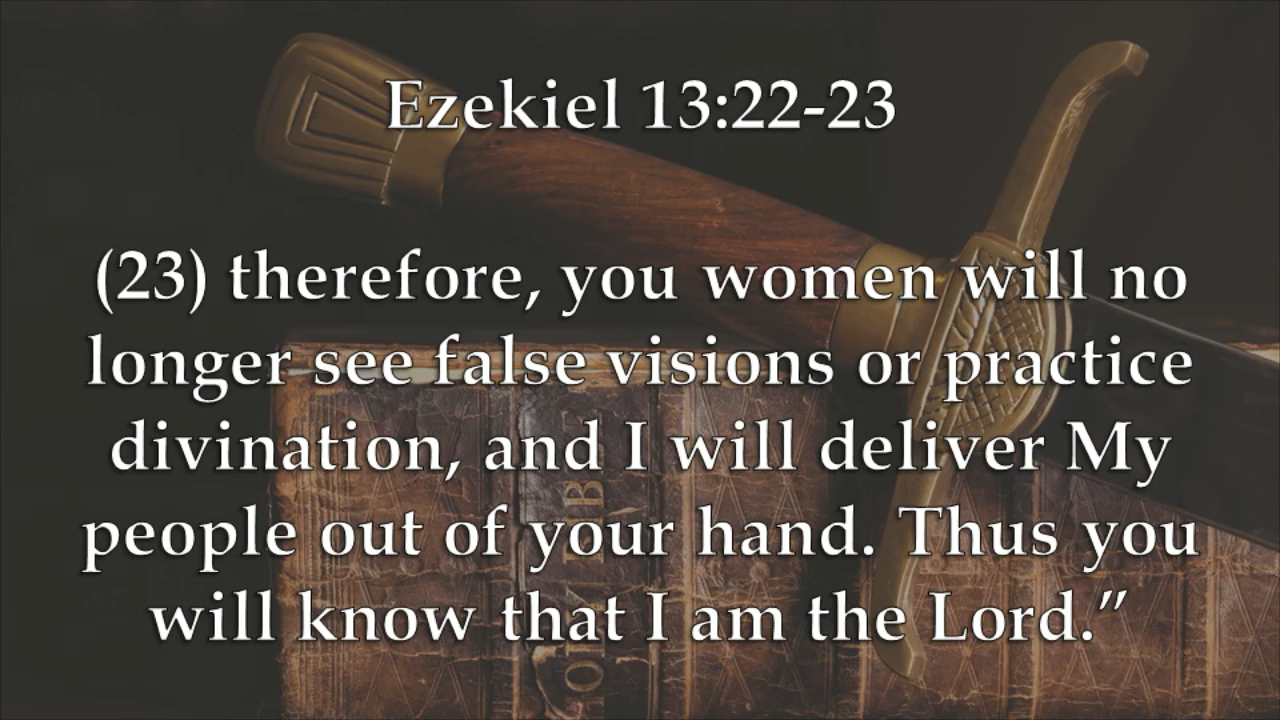 Ezekiel 13:22-23
(23) therefore, you women will no
longer see false visions or practice
divination, and I will deliver My
people out of your hand. Thus you
will know that I am the Lord.”